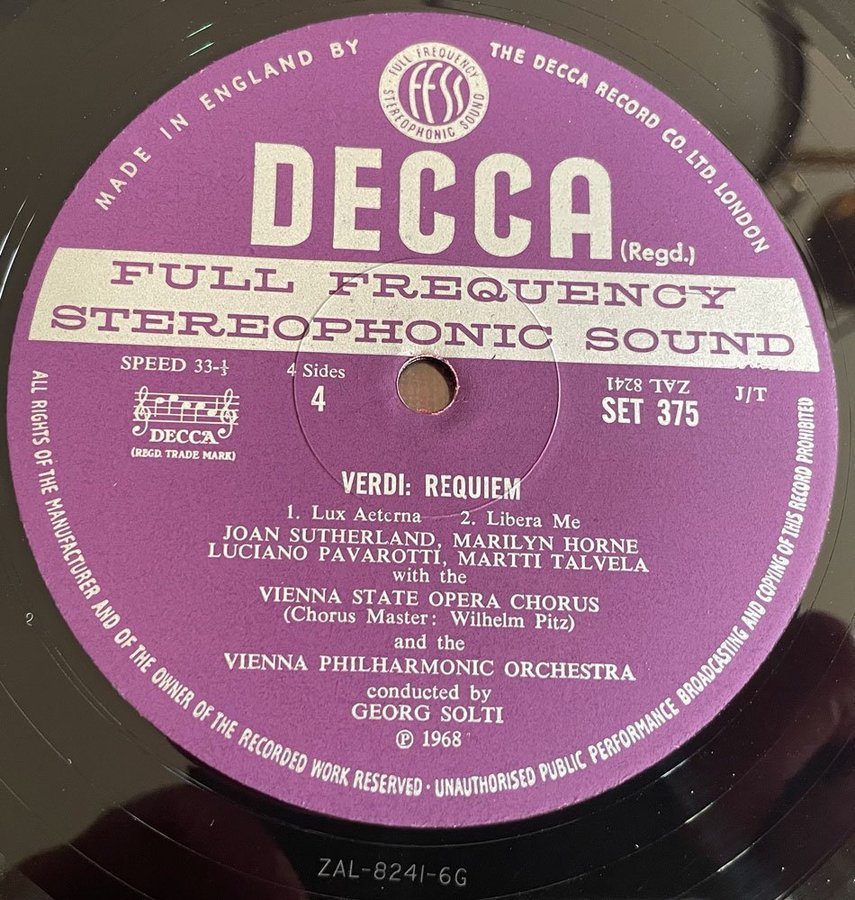 MADE IN ENGLAND BY
THE DECCA RECORD CO. LTD. LONDON
FULL FREQUENCY
FFSS
STEREOPHONIC SOUND
DECCA
(Regd.)
FULL FREQUENCY
STEREOPHONIC SOUND
SPEED 33-⅓
4 Sides
4
ZAL 8241
J/T
SET 375
DECCA
(REGD. TRADE MARK)
VERDI: REQUIEM
1. Lux Aeterna 2. Libera Me
JOAN SUTHERLAND, MARILYN HORNE
LUCIANO PAVAROTTI, MARTTI TALVELA
with the
VIENNA STATE OPERA CHORUS
(Chorus Master: Wilhelm Pitz)
and the
VIENNA PHILHARMONIC ORCHESTRA
conducted by
GEORG SOLTI
℗ 1968
ALL RIGHTS OF THE MANUFACTURER AND OF THE OWNER OF THE RECORDED WORK RESERVED · UNAUTHORISED PUBLIC PERFORMANCE BROADCASTING AND COPYING OF THIS RECORD PROHIBITED
2
ZAL-8241-6G